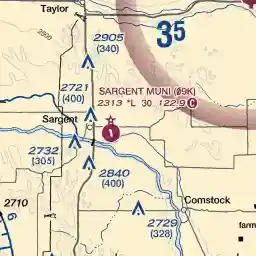 Taylor
2905
(340)
3⁵
2721
(400)
SARGENT MUNI (Ø9K)
2313 *L 30 122.9 C
Sargent
2732
(305)
2840
(400)
2710
Comstock
2729
(328)
farm
G